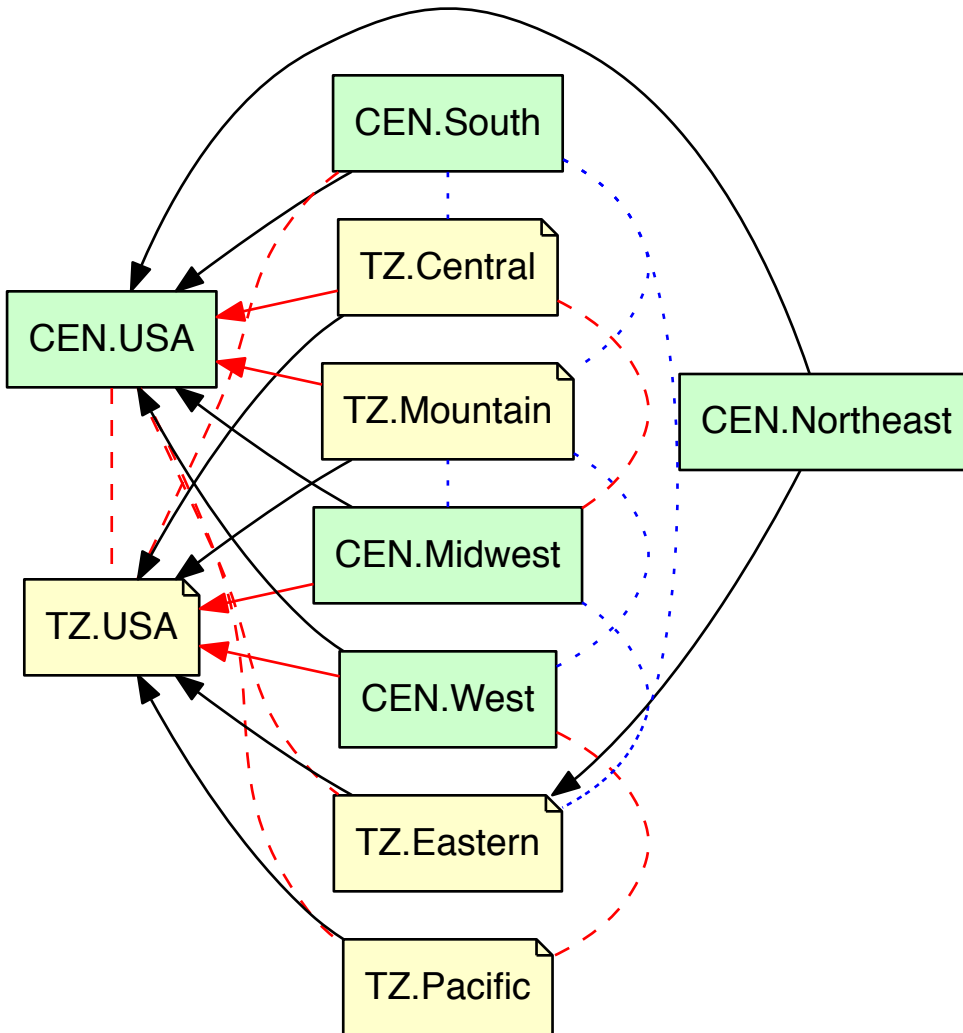 CEN.South
TZ.Central
CEN.USA
TZ.Mountain
CEN.Northeast
CEN.Midwest
TZ.USA
CEN.West
TZ.Eastern
TZ.Pacific